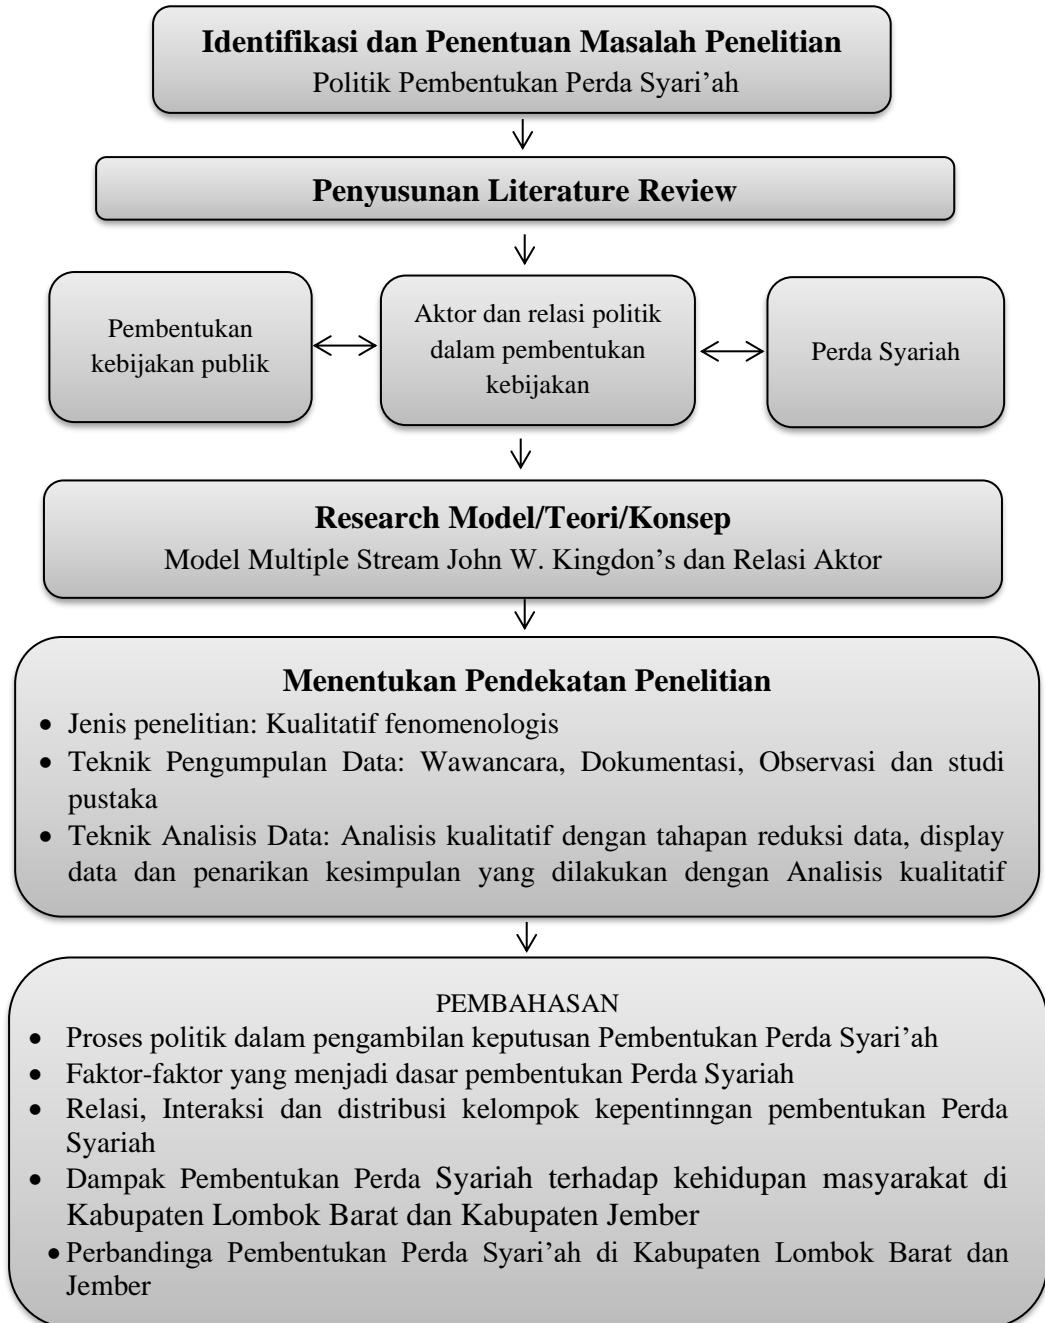 Identifikasi dan Penentuan Masalah Penelitian
Politik Pembentukan Perda Syari’ah
Penyusunan Literature Review
Pembentukan
kebijakan publik
Aktor dan relasi politik
dalam pembentukan
kebijakan
Perda Syariah
Research Model/Teori/Konsep
Model Multiple Stream John W. Kingdon’s dan Relasi Aktor
Menentukan Pendekatan Penelitian
• Jenis penelitian: Kualitatif fenomenologis
• Teknik Pengumpulan Data: Wawancara, Dokumentasi, Observasi dan studi
pustaka
• Teknik Analisis Data: Analisis kualitatif dengan tahapan reduksi data, display
data dan penarikan kesimpulan yang dilakukan dengan Analisis kualitatif
PEMBAHASAN
• Proses politik dalam pengambilan keputusan Pembentukan Perda Syari’ah
• Faktor-faktor yang menjadi dasar pembentukan Perda Syariah
• Relasi, Interaksi dan distribusi kelompok kepentinngan pembentukan Perda
Syariah
• Dampak Pembentukan Perda Syariah terhadap kehidupan masyarakat di
Kabupaten Lombok Barat dan Kabupaten Jember
• Perbandinga Pembentukan Perda Syari’ah di Kabupaten Lombok Barat dan
Jember